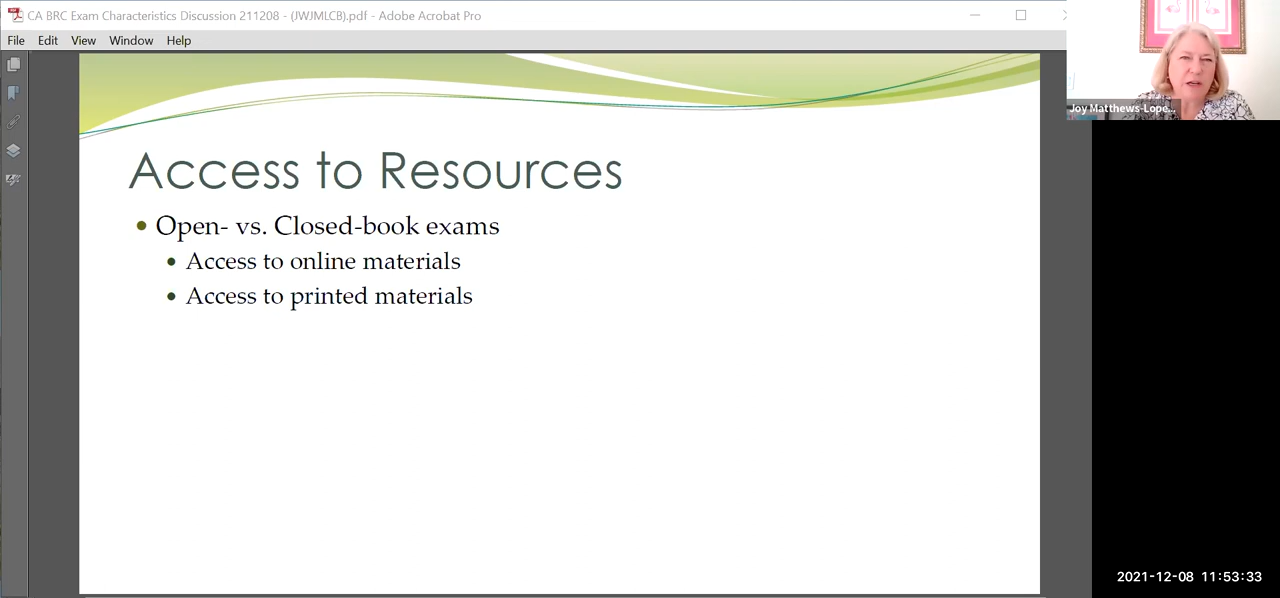 CA BRC Exam Characteristics Discussion 211208 - (JWJMLCB).pdf - Adobe Acrobat Pro
File Edit View Window Help
Joy Matthews-Lope...
Access to Resources
Open- vs. Closed-book exams
Access to online materials
Access to printed materials
2021-12-08 11:53:33